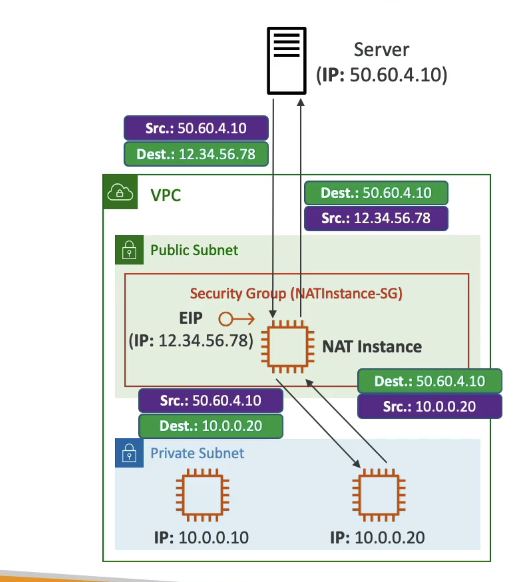 Server
(IP: 50.60.4.10)
Src.: 50.60.4.10
Dest.: 12.34.56.78
Dest.: 50.60.4.10
Src.: 12.34.56.78
VPC
Public Subnet
Security Group (NATInstance-SG)
EIP
(IP: 12.34.56.78)
NAT Instance
Dest.: 50.60.4.10
Src.: 10.0.0.20
Src.: 50.60.4.10
Dest.: 10.0.0.20
Private Subnet
IP: 10.0.0.10
IP: 10.0.0.20